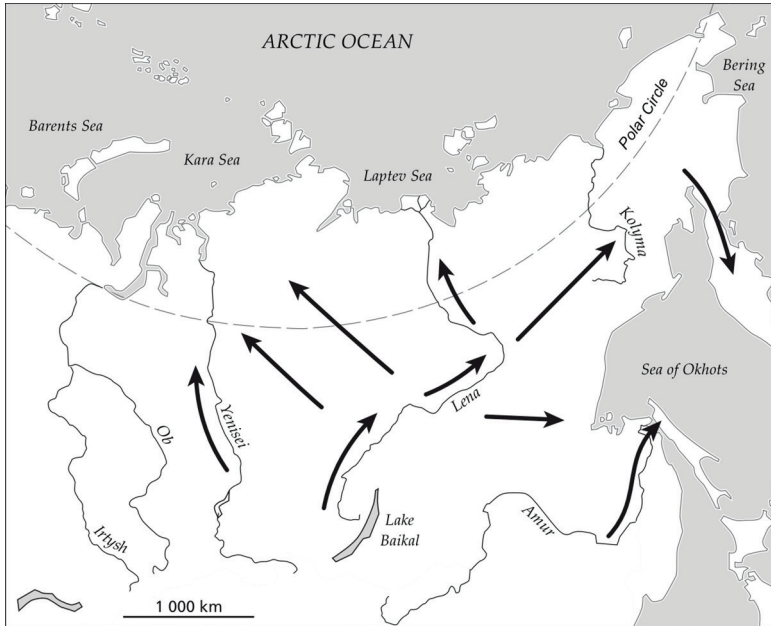 ARCTIC OCEAN
Bering
Sea
Polar Circle
Barents Sea
Kara Sea
Laptev Sea
Kolyma
Sea of Okhots
Lena
Yenisei
Ob
Irtysh
Lake
Baikal
Amur
1 000 km